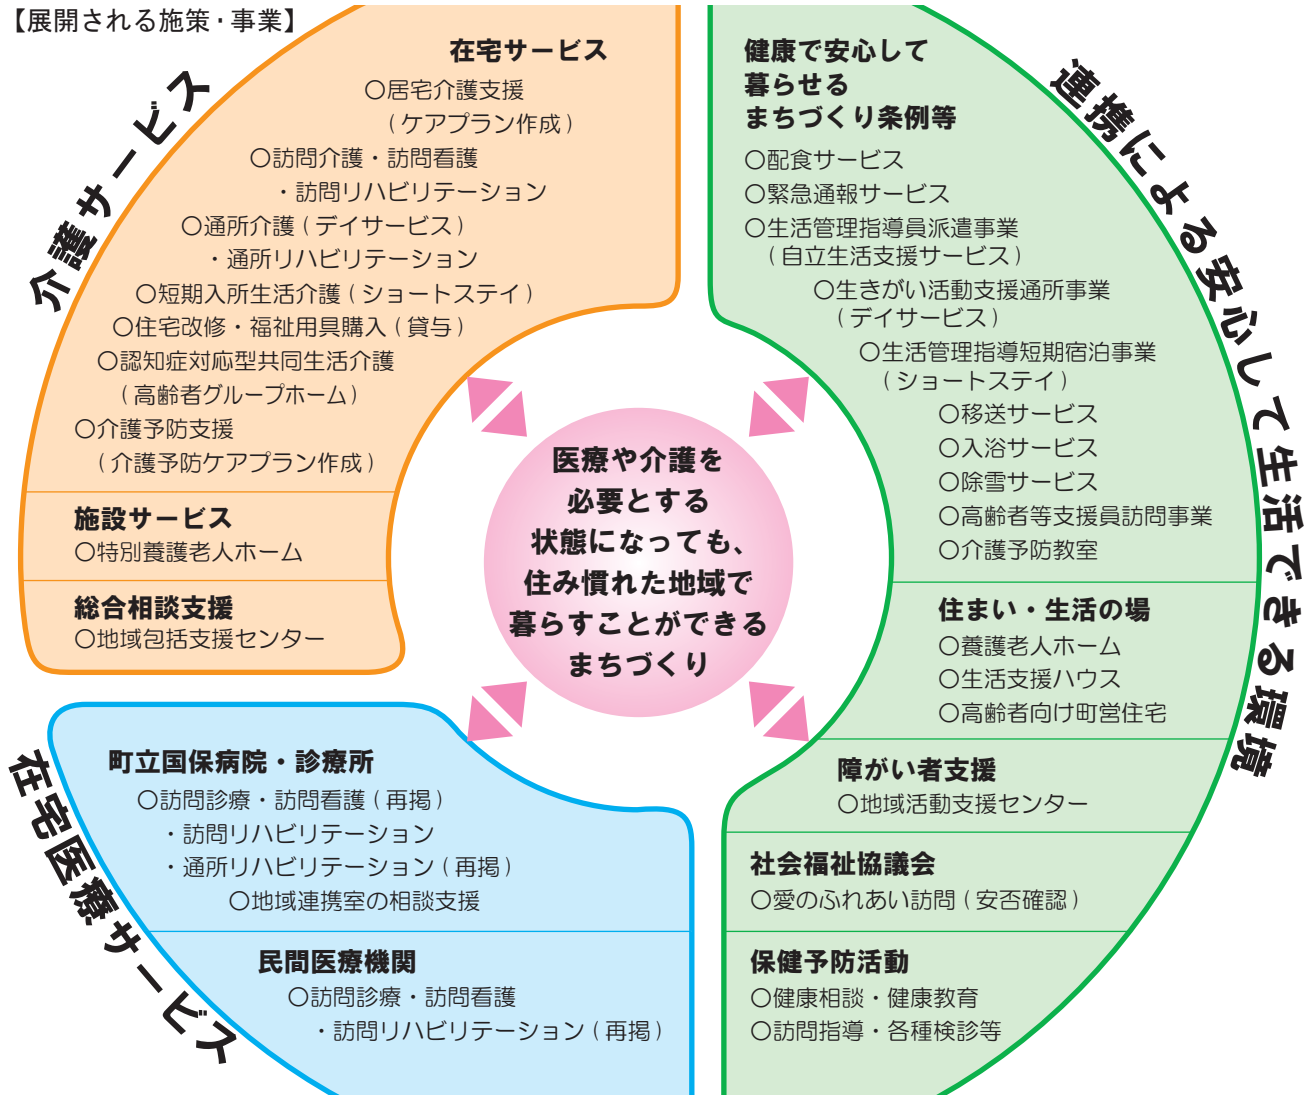 【展開される施策・事業】
介護サービス
在宅サービス
○居宅介護支援
(ケアプラン作成)
○訪問介護・訪問看護
・訪問リハビリテーション
○通所介護(デイサービス)
・通所リハビリテーション
○短期入所生活介護(ショートステイ)
○住宅改修・福祉用具購入(貸与)
○認知症対応型共同生活介護
(高齢者グループホーム)
○介護予防支援
(介護予防ケアプラン作成)
施設サービス
○特別養護老人ホーム
総合相談支援
○地域包括支援センター
連携による安心して生活できる環境
健康で安心して
暮らせる
まちづくり条例等
○配食サービス
○緊急通報サービス
○生活管理指導員派遣事業
(自立生活支援サービス)
○生きがい活動支援通所事業
(デイサービス)
○生活管理指導短期宿泊事業
(ショートステイ)
○移送サービス
○入浴サービス
○除雪サービス
○高齢者等支援員訪問事業
○介護予防教室
住まい・生活の場
○養護老人ホーム
○生活支援ハウス
○高齢者向け町営住宅
障がい者支援
○地域活動支援センター
社会福祉協議会
○愛のふれあい訪問(安否確認)
保健予防活動
○健康相談・健康教育
○訪問指導・各種検診等
医療や介護を
必要とする
状態になっても、
住み慣れた地域で
暮らすことができる
まちづくり
在宅医療サービス
町立国保病院・診療所
○訪問診療・訪問看護(再掲)
・訪問リハビリテーション
・通所リハビリテーション(再掲)
○地域連携室の相談支援
民間医療機関
○訪問診療・訪問看護
・訪問リハビリテーション(再掲)